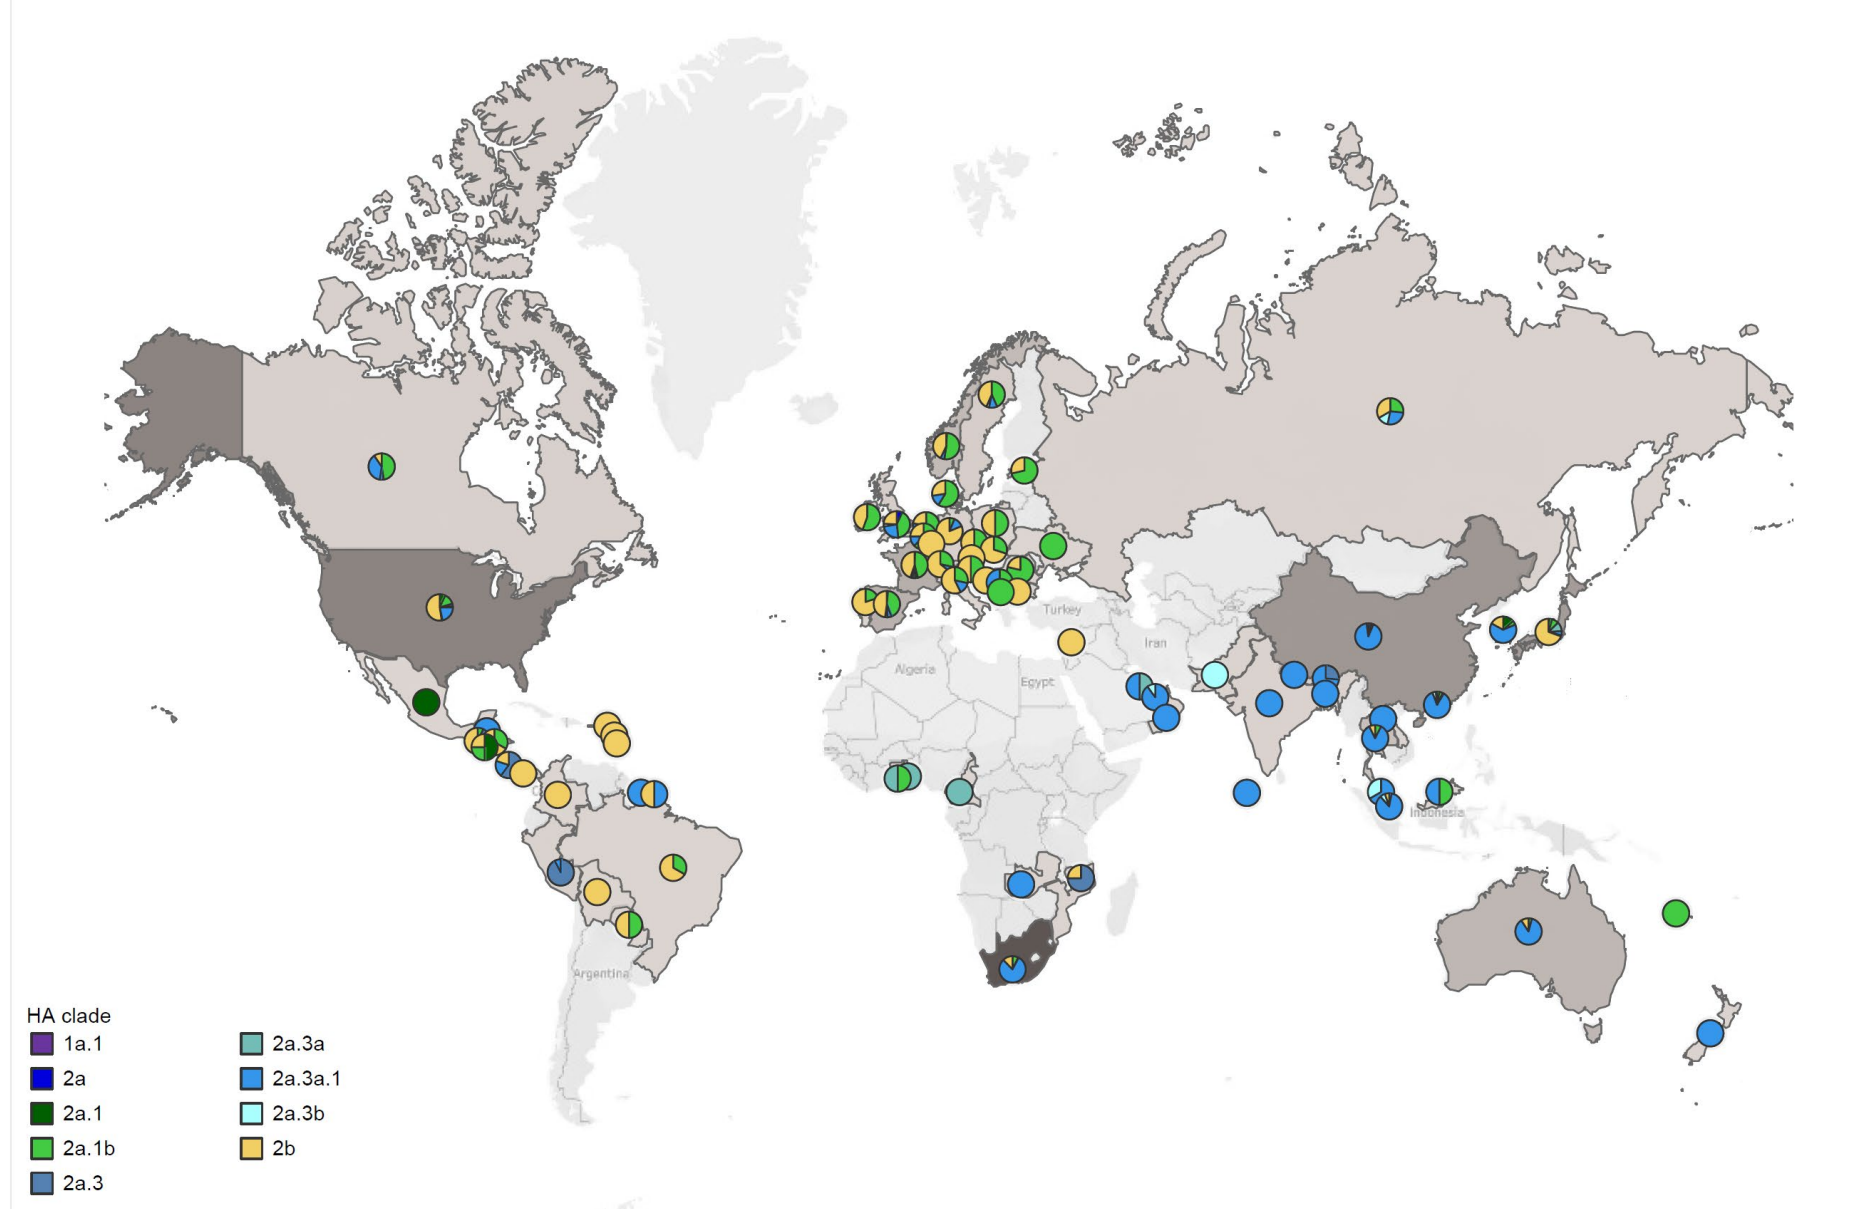 Turkey
Iran
Algeria
Egypt
Indonesia
Argentina
HA clade
1a.1
2a
2a.1
2a.1b
2a.3
2a.3a
2a.3a.1
2a.3b
2b